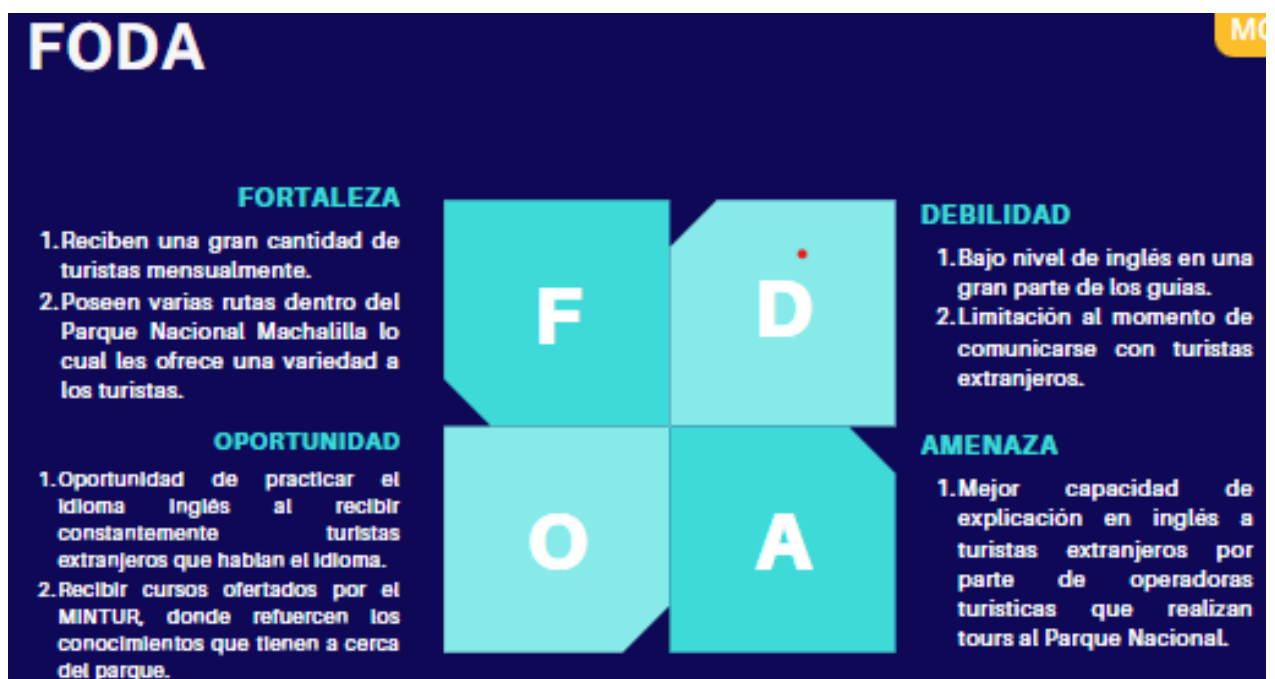 FODA
MO
FORTALEZA
1.Reciben una gran cantidad de
turistas mensualmente.
2.Poseen varias rutas dentro del
Parque Nacional Machalilla lo
cual les ofrece una variedad a
los turistas.
OPORTUNIDAD
1.Oportunidad de practicar el
idioma inglés al recibir
constantemente turistas
extranjeros que hablan el idioma.
2.Recibir cursos ofertados por el
MINTUR, donde refuercen los
conocimientos que tienen a cerca
del parque.
F
D
O
A
DEBILIDAD
1.Bajo nivel de inglés en una
gran parte de los guias.
2.Limitación al momento de
comunicarse con turistas
extranjeros.
AMENAZA
1.Mejor capacidad de
explicación en inglés a
turistas extranjeros por
parte de operadoras
turisticas que realizan
tours al Parque Nacional.